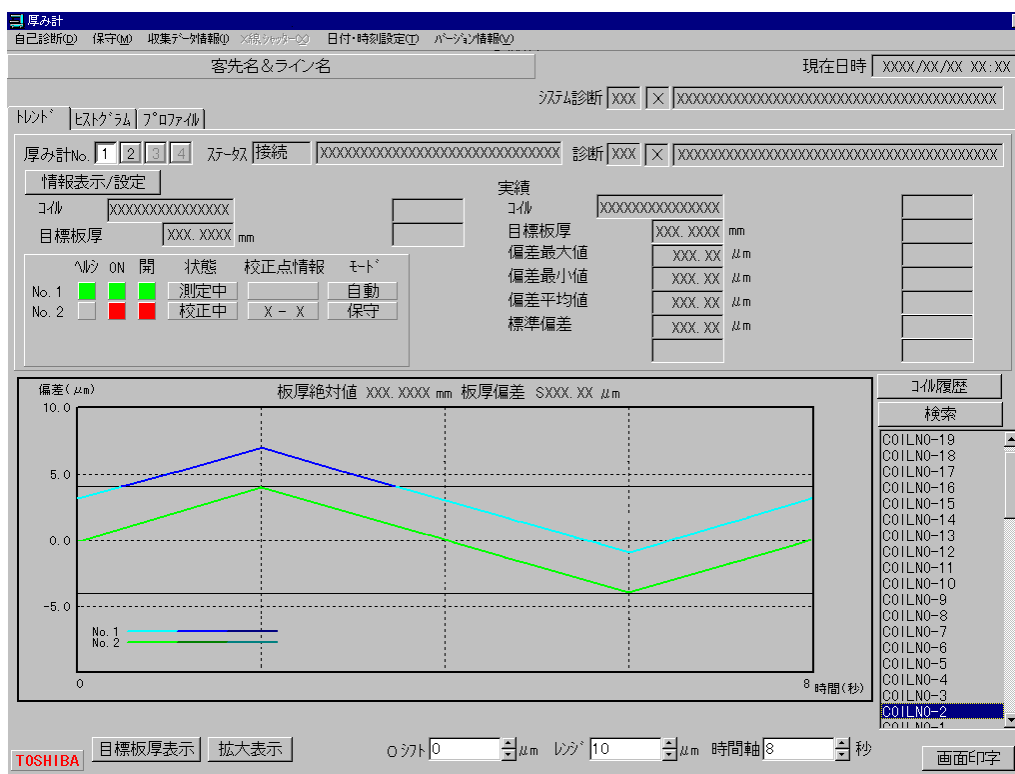 厚み計
自己診断(D) 保守(M) 収集ﾃﾞｰﾀ情報(I) X線ｼｬｯﾀｰ(X) 日付・時刻設定(T) ﾊﾞｰｼﾞｮﾝ情報(V)
客先名＆ライン名 現在日時 XXXX/XX/XX XX:XX
ｼｽﾃﾑ診断 XXX X XXXXXXXXXXXXXXXXXXXXXXXXXXXXXXXXXXXXXXXX
ﾄﾚﾝﾄﾞ ﾋｽﾄｸﾞﾗﾑ ﾌﾟﾛﾌｧｲﾙ
厚み計No. 1 2 3 4 ｽﾃｰﾀｽ 接続 XXXXXXXXXXXXXXXXXXXXXXXXXXXXXX 診断 XXX X XXXXXXXXXXXXXXXXXXXXXXXXXXXXXXXXXXXXXXXX
情報表示/設定
ｺｲﾙ XXXXXXXXXXXXXXX
目標板厚 XXX.XXXX mm
ﾍﾙｼ ON 開 状態 校正点情報 ﾓｰﾄﾞ
No.1 測定中 自動
No.2 校正中 X - X 保守
実績
ｺｲﾙ XXXXXXXXXXXXXXX
目標板厚 XXX.XXXX mm
偏差最大値 XXX.XX μm
偏差最小値 XXX.XX μm
偏差平均値 XXX.XX μm
標準偏差 XXX.XX μm
偏差(μm) 板厚絶対値 XXX.XXXX mm 板厚偏差 SXXX.XX μm
10.0
5.0
0.0
-5.0
No.1
No.2
0 8 時間(秒)
ｺｲﾙ履歴
検索
COILNO-19
COILNO-18
COILNO-17
COILNO-16
COILNO-15
COILNO-14
COILNO-13
COILNO-12
COILNO-11
COILNO-10
COILNO-9
COILNO-8
COILNO-7
COILNO-6
COILNO-5
COILNO-4
COILNO-3
COILNO-2
COILNO-1
TOSHIBA 目標板厚表示 拡大表示 0ｼﾌﾄ 0 μm ﾚﾝｼﾞ 10 μm 時間軸 8 秒 画面印字